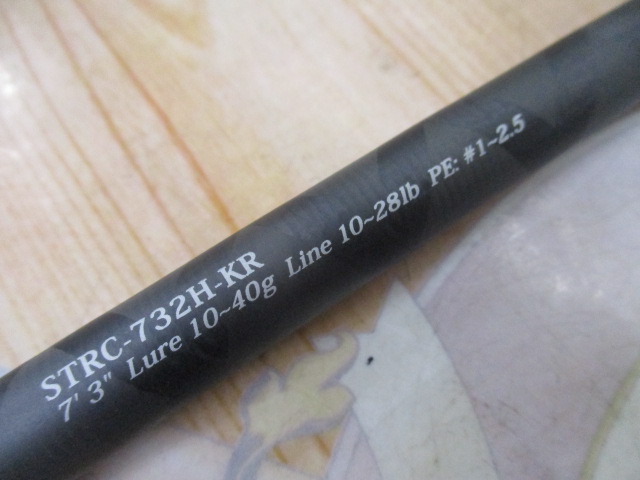 STRC-732H-KR
7' 3" Lure 10~40g Line 10~28lb PE: #1~2.5